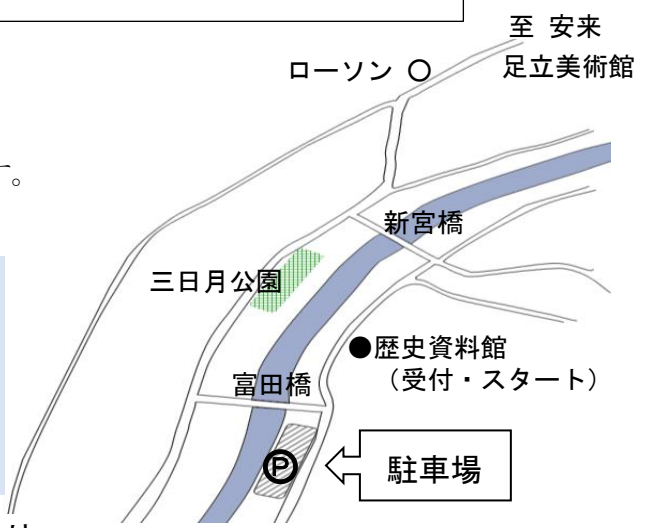 至 安来
足立美術館
ローソン ○
す。
新宮橋
三日月公園
●歴史資料館
（受付・スタート）
富田橋
Ⓟ
駐車場